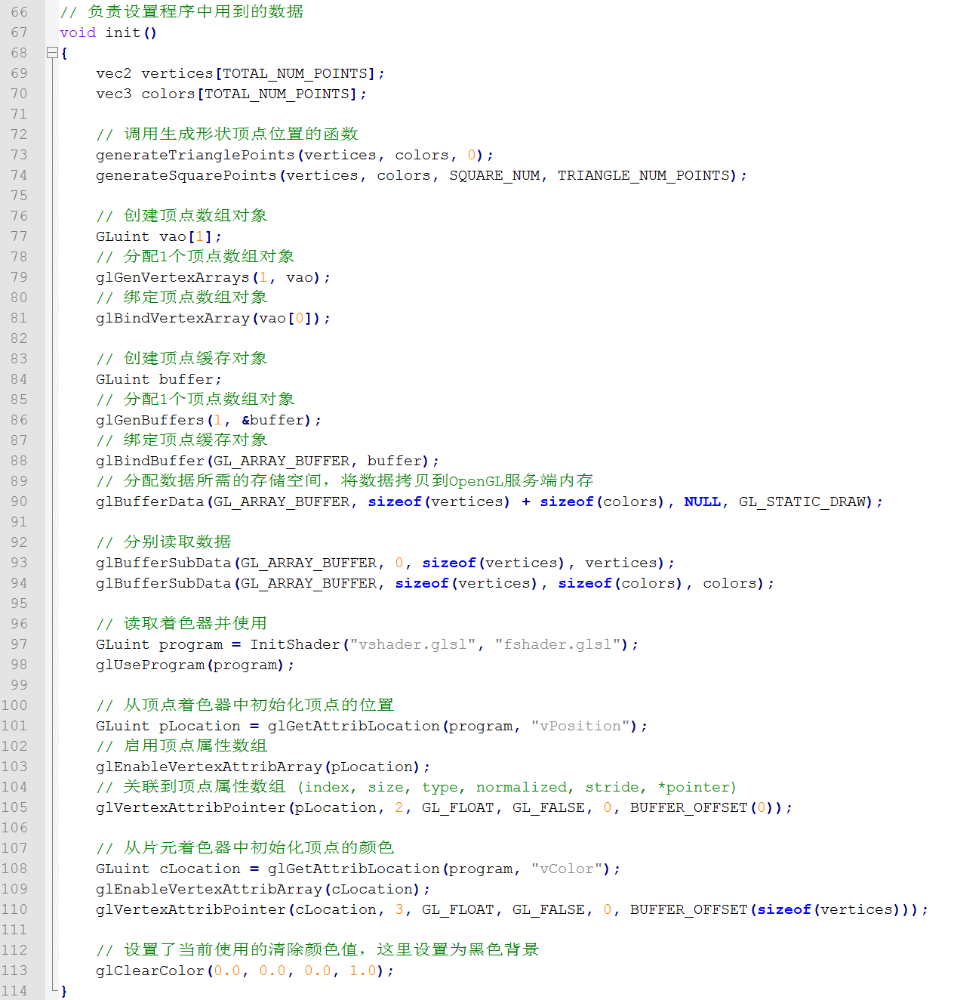 66 // 负责设置程序中用到的数据
67 void init()
68 {
69 vec2 vertices[TOTAL_NUM_POINTS];
70 vec3 colors[TOTAL_NUM_POINTS];
71
72 // 调用生成形状顶点位置的函数
73 generateTrianglePoints(vertices, colors, 0);
74 generateSquarePoints(vertices, colors, SQUARE_NUM, TRIANGLE_NUM_POINTS);
75
76 // 创建顶点数组对象
77 GLuint vao[1];
78 // 分配1个顶点数组对象
79 glGenVertexArrays(1, vao);
80 // 绑定顶点数组对象
81 glBindVertexArray(vao[0]);
82
83 // 创建顶点缓存对象
84 GLuint buffer;
85 // 分配1个顶点数组对象
86 glGenBuffers(1, &buffer);
87 // 绑定顶点缓存对象
88 glBindBuffer(GL_ARRAY_BUFFER, buffer);
89 // 分配数据所需的存储空间，将数据拷贝到OpenGL服务端内存
90 glBufferData(GL_ARRAY_BUFFER, sizeof(vertices) + sizeof(colors), NULL, GL_STATIC_DRAW);
91
92 // 分别读取数据
93 glBufferSubData(GL_ARRAY_BUFFER, 0, sizeof(vertices), vertices);
94 glBufferSubData(GL_ARRAY_BUFFER, sizeof(vertices), sizeof(colors), colors);
95
96 // 读取着色器并使用
97 GLuint program = InitShader("vshader.glsl", "fshader.glsl");
98 glUseProgram(program);
99
100 // 从顶点着色器中初始化顶点的位置
101 GLuint pLocation = glGetAttribLocation(program, "vPosition");
102 // 启用顶点属性数组
103 glEnableVertexAttribArray(pLocation);
104 // 关联到顶点属性数组 (index, size, type, normalized, stride, *pointer)
105 glVertexAttribPointer(pLocation, 2, GL_FLOAT, GL_FALSE, 0, BUFFER_OFFSET(0));
106
107 // 从片元着色器中初始化顶点的颜色
108 GLuint cLocation = glGetAttribLocation(program, "vColor");
109 glEnableVertexAttribArray(cLocation);
110 glVertexAttribPointer(cLocation, 3, GL_FLOAT, GL_FALSE, 0, BUFFER_OFFSET(sizeof(vertices)));
111
112 // 设置了当前使用的清除颜色值，这里设置为黑色背景
113 glClearColor(0.0, 0.0, 0.0, 1.0);
114 }